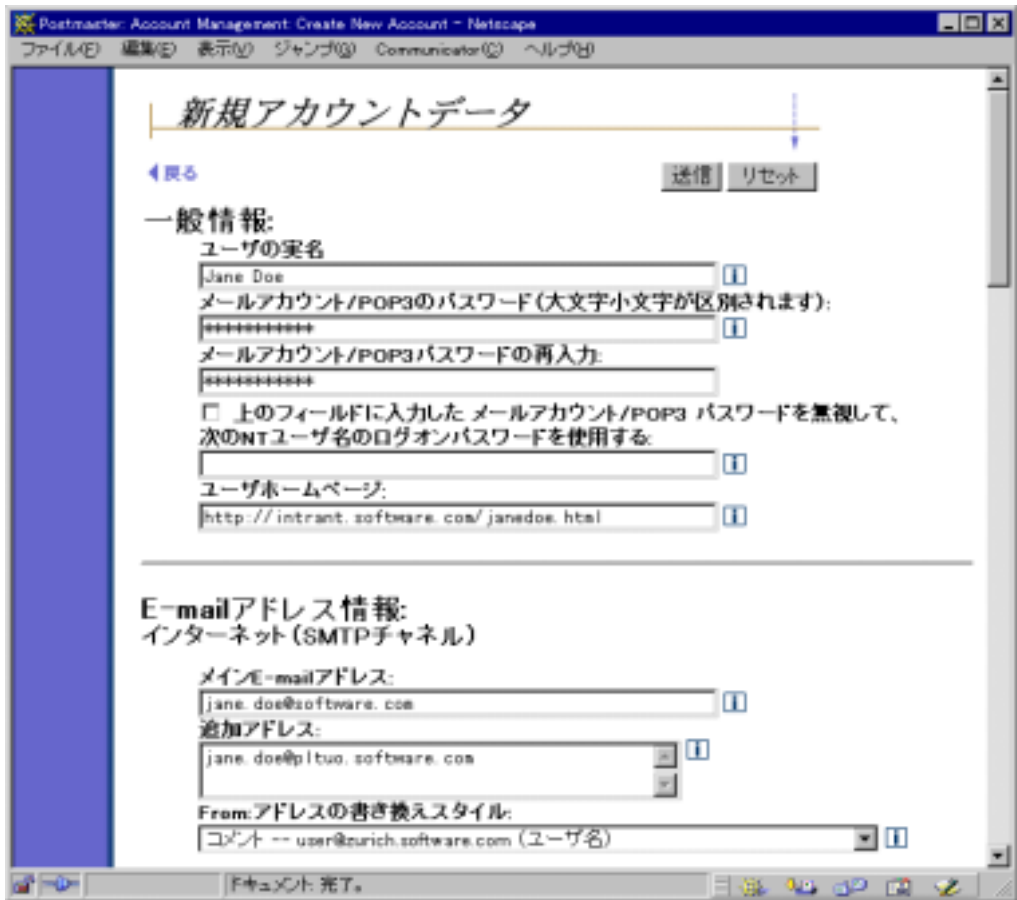 Postmaster: Account Management: Create New Account - Netscape
ファイル(F) 編集(E) 表示(V) ジャンプ(G) Communicator(C) ヘルプ(H)
新規アカウントデータ
戻る
送信 リセット
一般情報:
ユーザの実名
Jane Doe
メールアカウント/POP3のパスワード(大文字小文字が区別されます):
***********
メールアカウント/POP3パスワードの再入力:
***********
上のフィールドに入力した メールアカウント/POP3 パスワードを無視して、
次のNTユーザ名のログオンパスワードを使用する:
ユーザホームページ:
http://intrant.software.com/janedoe.html
E-mailアドレス情報:
インターネット(SMTPチャネル)
メインE-mailアドレス:
jane.doe@software.com
追加アドレス:
jane.doe@pltuo.software.com
From:アドレスの書き換えスタイル:
コメント -- user@zurich.software.com (ユーザ名)
ドキュメント: 完了。